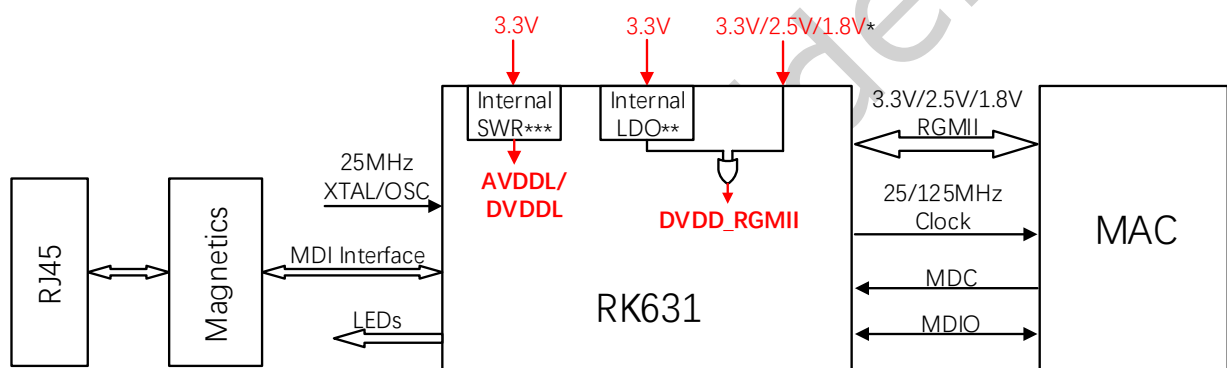 3.3V
3.3V
3.3V/2.5V/1.8V*
Internal
SWR***
Internal
LDO**
3.3V/2.5V/1.8V
RGMII
25MHz
XTAL/OSC
AVDDL/
DVDDL
DVDD_RGMII
25/125MHz
Clock
MAC
RJ45
Magnetics
MDI Interface
MDC
RK631
LEDs
MDIO